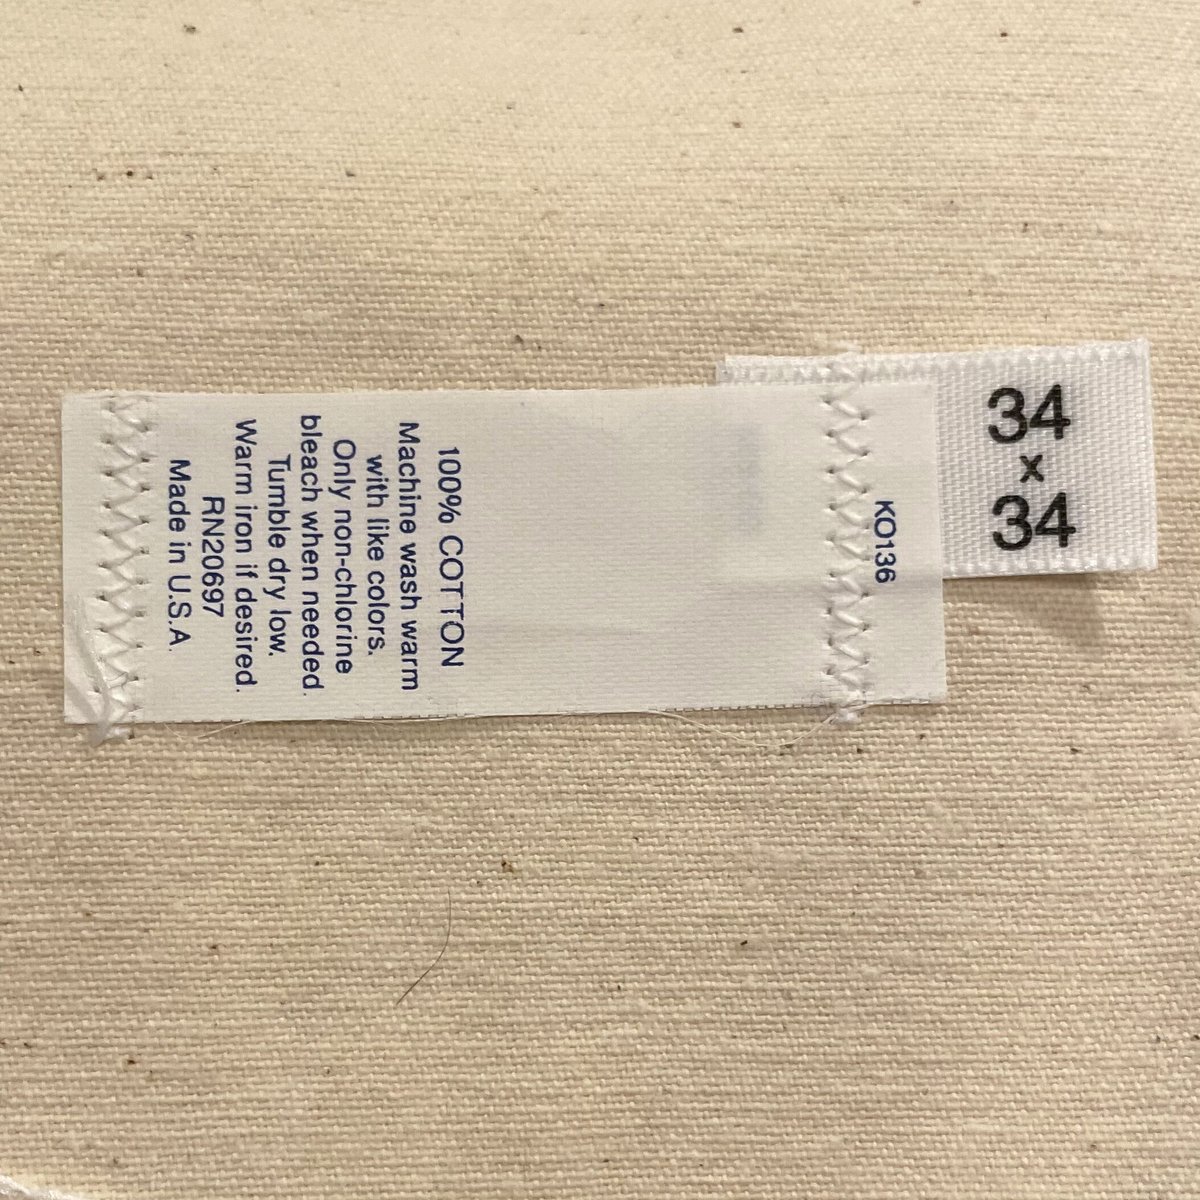 34
x
34
KO136
100% COTTON
Machine wash warm
with like colors.
Only non-chlorine
bleach when needed.
Tumble dry low.
Warm iron if desired.
RN20697
Made in U.S.A.